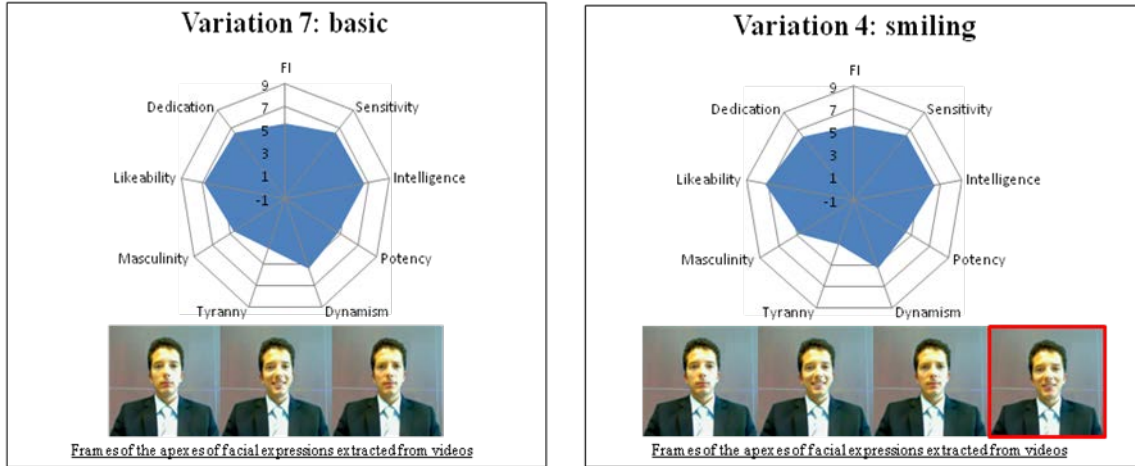 Variation 7: basic
FI
9
Dedication
7
Sensitivity
5
3
Likeability
1
Intelligence
-1
Masculinity
Potency
Tyranny
Dynamism
Frames of the apexes of facial expressions extracted from videos
Variation 4: smiling
FI
9
Dedication
7
Sensitivity
5
3
Likeability
1
Intelligence
-1
Masculinity
Potency
Tyranny
Dynamism
Frames of the apexes of facial expressions extracted from videos